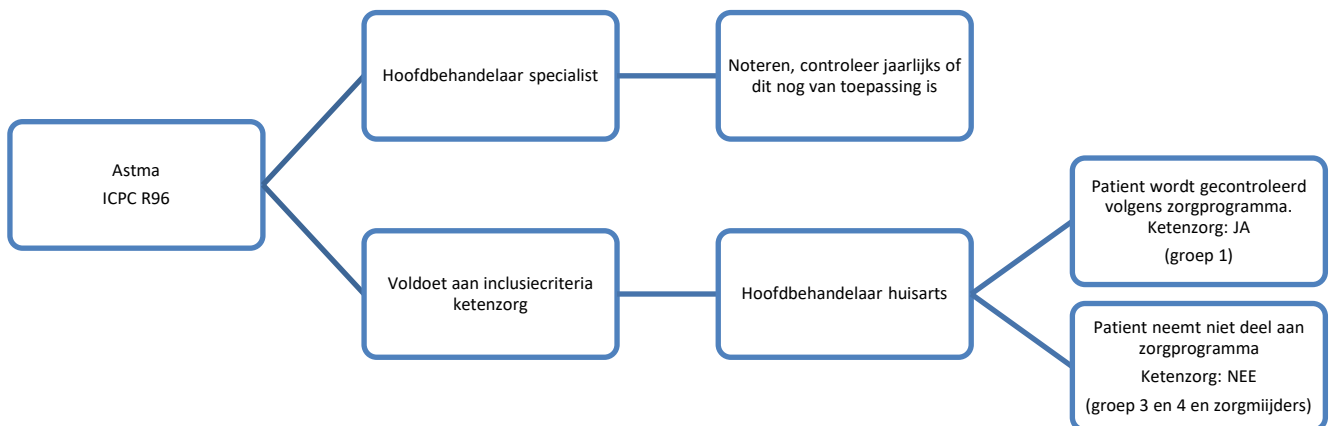 Hoofdbehandelaar specialist
Noteren, controleer jaarlijks of
dit nog van toepassing is
Astma
ICPC R96
Voldoet aan inclusiecriteria
ketenzorg
Hoofdbehandelaar huisarts
Patient wordt gecontroleerd
volgens zorgprogramma.
Ketenzorg: JA
(groep 1)
Patient neemt niet deel aan
zorgprogramma
Ketenzorg: NEE
(groep 3 en 4 en zorgmiijders)